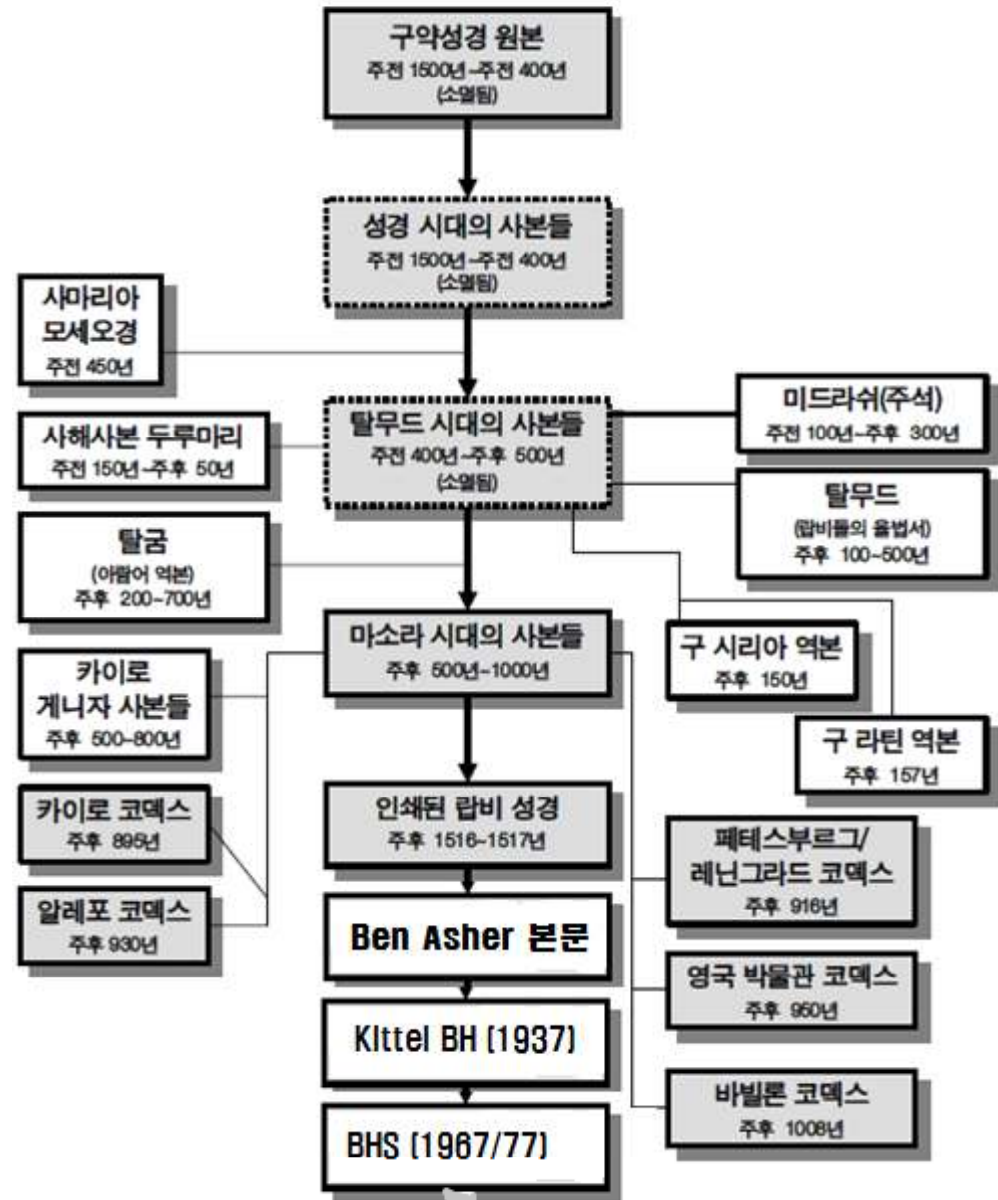 구약성경 원본
주전 1500년~주전 400년
(소멸됨)
성경 시대의 사본들
주전 1500년~주전 400년
(소멸됨)
사마리아
모세오경
주전 450년
탈무드 시대의 사본들
주전 400년~주후 500년
(소멸됨)
미드라쉬(주석)
주전 100년~주후 300년
사해사본 두루마리
주전 150년~주후 50년
탈무드
(랍비들의 율법서)
주후 100~500년
탈굼
(아람어 역본)
주후 200~700년
마소라 시대의 사본들
주후 500년~1000년
구 시리아 역본
주후 150년
카이로
게니자 사본들
주후 500~800년
구 라틴 역본
주후 157년
카이로 코덱스
주후 895년
인쇄된 랍비 성경
주후 1516~1517년
페테스부르그/
레닌그라드 코덱스
주후 916년
알레포 코덱스
주후 930년
Ben Asher 본문
영국 박물관 코덱스
주후 950년
Kittel BH (1937)
바빌론 코덱스
주후 1008년
BHS (1967/77)